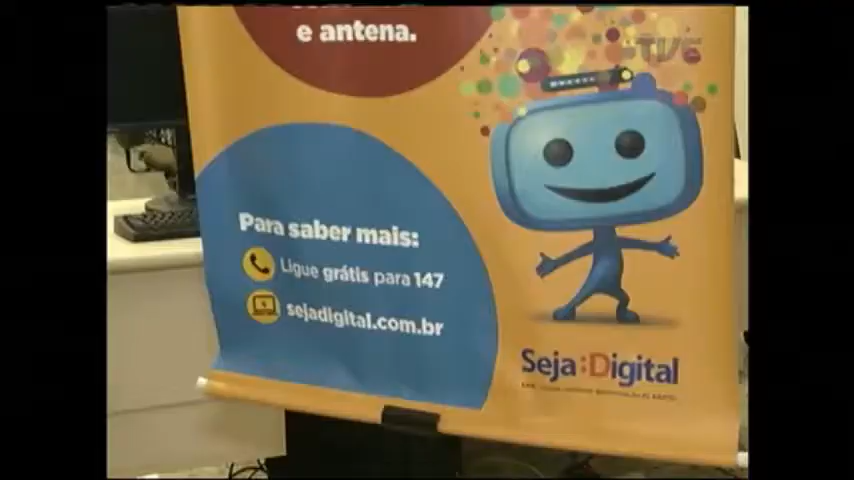 e antena.
TVE
Para saber mais:
Ligue grátis para 147
sejadigital.com.br
Seja:Digital